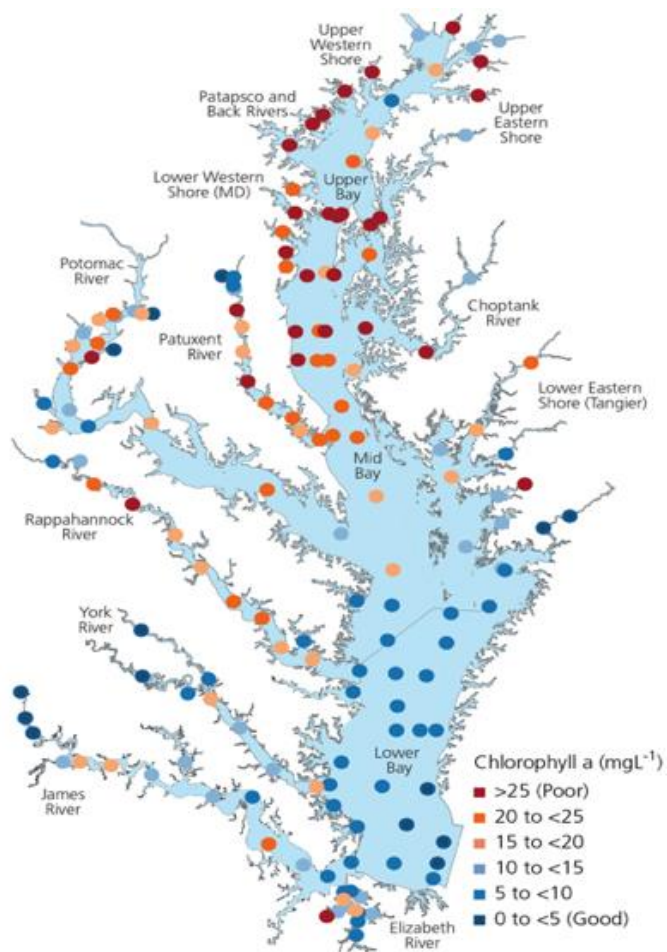 Upper
Western
Shore
Patapsco and
Back Rivers
Upper
Eastern
Shore
Lower Western
Shore (MD)
Upper
Bay
Potomac
River
Choptank
River
Patuxent
River
Lower Eastern
Shore (Tangier)
Mid
Bay
Rappahannock
River
York
River
Lower
Bay
James
River
Elizabeth
River
Chlorophyll a (mgL⁻¹)
>25 (Poor)
20 to <25
15 to <20
10 to <15
5 to <10
0 to <5 (Good)